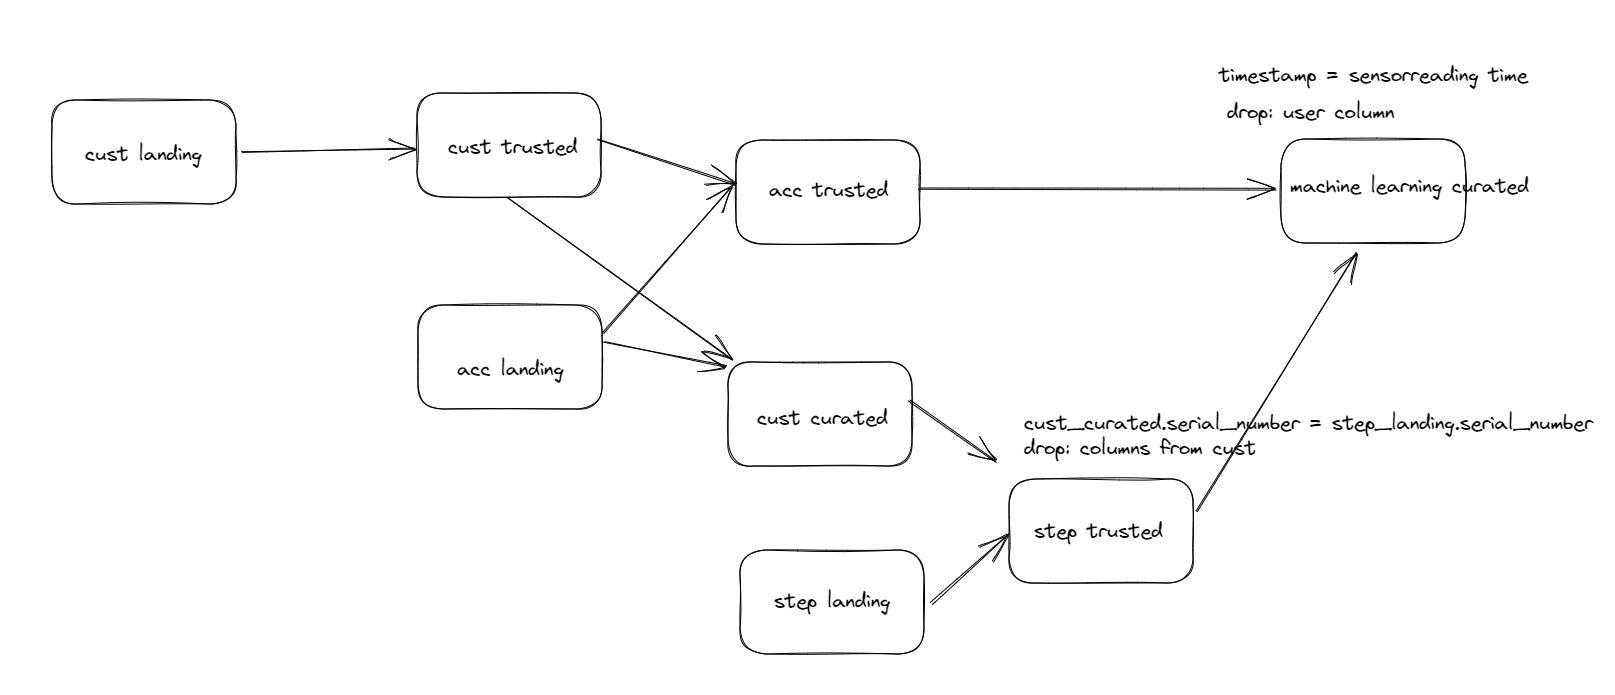 timestamp = sensorreading time
drop: user column
cust landing
cust trusted
acc trusted
machine learning curated
acc landing
cust curated
cust_curated.serial_number = step_landing.serial_number
drop: columns from cust
step trusted
step landing